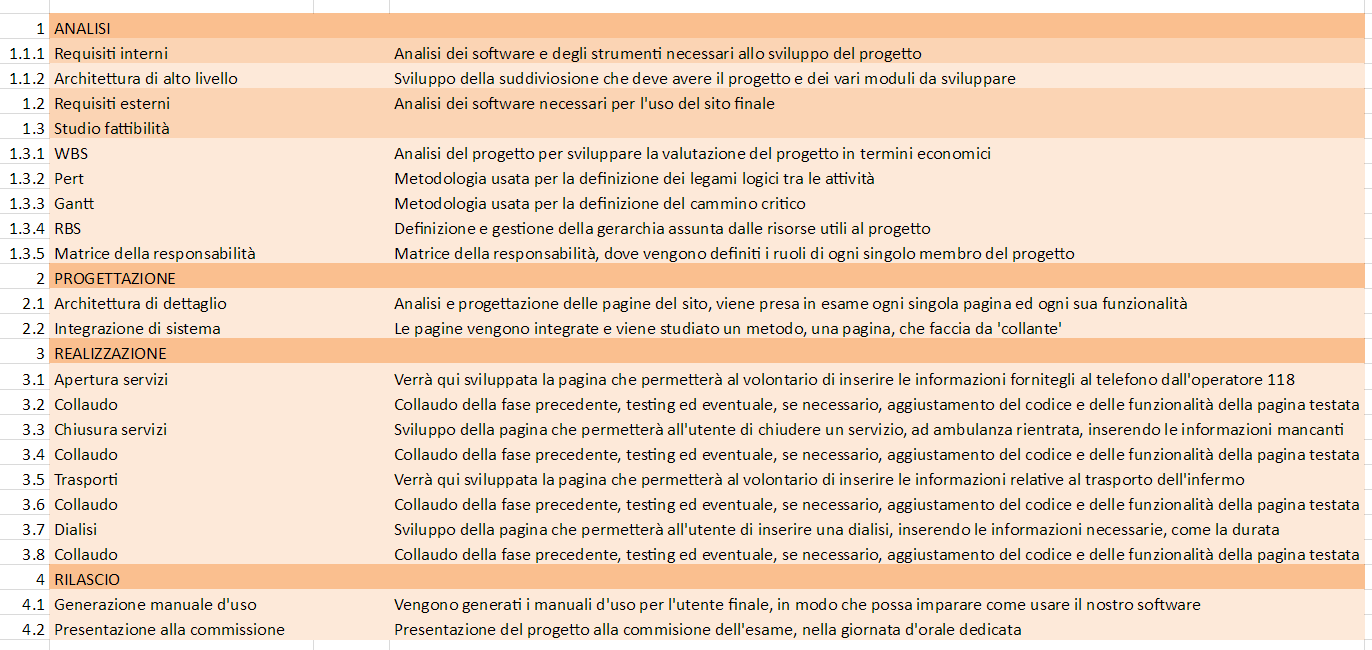 1 ANALISI
1.1.1 Requisiti interni Analisi dei software e degli strumenti necessari allo sviluppo del progetto
1.1.2 Architettura di alto livello Sviluppo della suddiviosione che deve avere il progetto e dei vari moduli da sviluppare
1.2 Requisiti esterni Analisi dei software necessari per l'uso del sito finale
1.3 Studio fattibilità
1.3.1 WBS Analisi del progetto per sviluppare la valutazione del progetto in termini economici
1.3.2 Pert Metodologia usata per la definizione dei legami logici tra le attività
1.3.3 Gantt Metodologia usata per la definizione del cammino critico
1.3.4 RBS Definizione e gestione della gerarchia assunta dalle risorse utili al progetto
1.3.5 Matrice della responsabilità Matrice della responsabilità, dove vengono definiti i ruoli di ogni singolo membro del progetto
2 PROGETTAZIONE
2.1 Architettura di dettaglio Analisi e progettazione delle pagine del sito, viene presa in esame ogni singola pagina ed ogni sua funzionalità
2.2 Integrazione di sistema Le pagine vengono integrate e viene studiato un metodo, una pagina, che faccia da 'collante'
3 REALIZZAZIONE
3.1 Apertura servizi Verrà qui sviluppata la pagina che permetterà al volontario di inserire le informazioni fornitegli al telefono dall'operatore 118
3.2 Collaudo Collaudo della fase precedente, testing ed eventuale, se necessario, aggiustamento del codice e delle funzionalità della pagina testata
3.3 Chiusura servizi Sviluppo della pagina che permetterà all'utente di chiudere un servizio, ad ambulanza rientrata, inserendo le informazioni mancanti
3.4 Collaudo Collaudo della fase precedente, testing ed eventuale, se necessario, aggiustamento del codice e delle funzionalità della pagina testata
3.5 Trasporti Verrà qui sviluppata la pagina che permetterà al volontario di inserire le informazioni relative al trasporto dell'infermo
3.6 Collaudo Collaudo della fase precedente, testing ed eventuale, se necessario, aggiustamento del codice e delle funzionalità della pagina testata
3.7 Dialisi Sviluppo della pagina che permetterà all'utente di inserire una dialisi, inserendo le informazioni necessarie, come la durata
3.8 Collaudo Collaudo della fase precedente, testing ed eventuale, se necessario, aggiustamento del codice e delle funzionalità della pagina testata
4 RILASCIO
4.1 Generazione manuale d'uso Vengono generati i manuali d'uso per l'utente finale, in modo che possa imparare come usare il nostro software
4.2 Presentazione alla commissione Presentazione del progetto alla commisione dell'esame, nella giornata d'orale dedicata